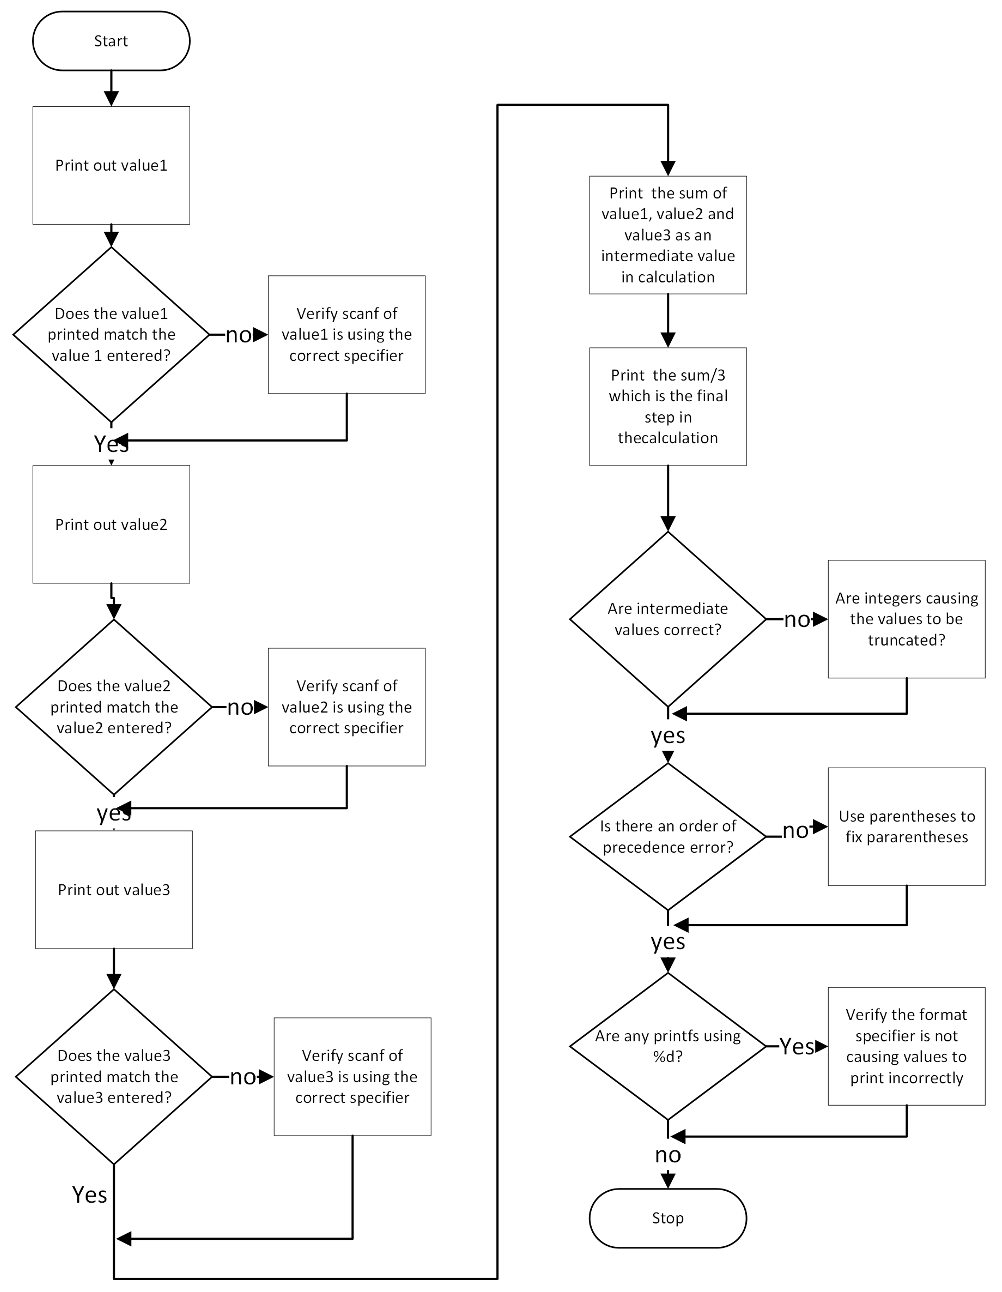 Start
Print out value1
Does the value1
printed match the
value 1 entered?
no
Verify scanf of
value1 is using the
correct specifier
Yes
Print out value2
Does the value2
printed match the
value2 entered?
no
Verify scanf of
value2 is using the
correct specifier
yes
Print out value3
Does the value3
printed match the
value3 entered?
no
Verify scanf of
value3 is using the
correct specifier
Yes
Print the sum of
value1, value2 and
value3 as an
intermediate value
in calculation
Print the sum/3
which is the final
step in
thecalculation
Are intermediate
values correct?
no
Are integers causing
the values to be
truncated?
yes
Is there an order of
precedence error?
no
Use parentheses to
fix pararentheses
yes
Are any printfs using
%d?
Yes
Verify the format
specifier is not
causing values to
print incorrectly
no
Stop